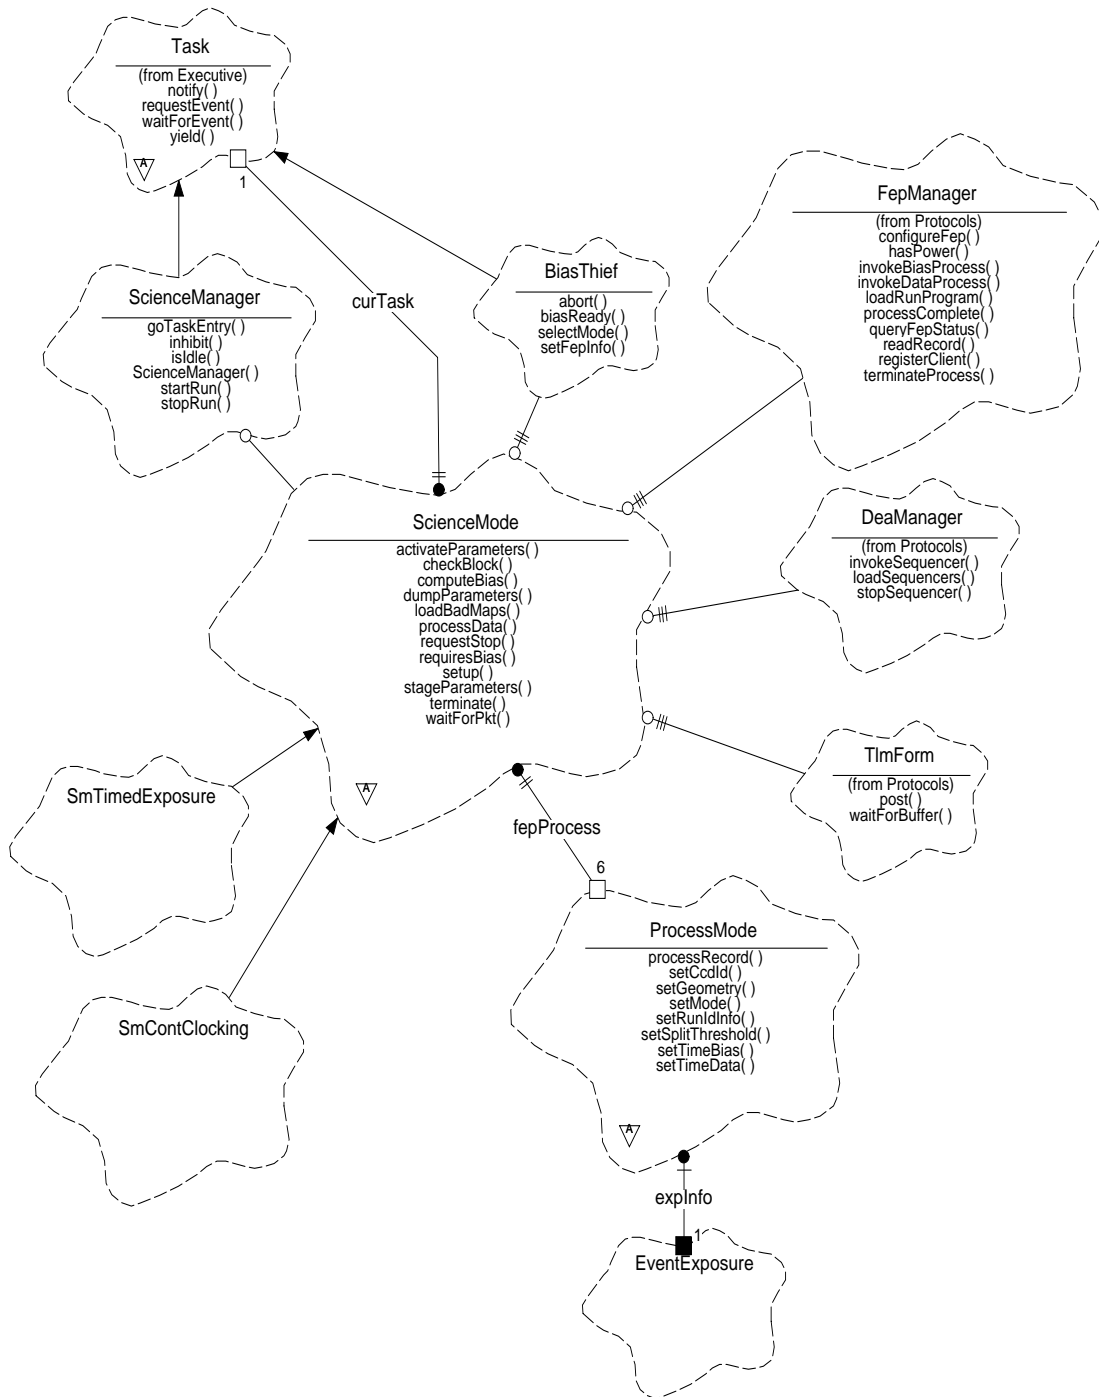 Task
(from Executive)
notify( )
requestEvent( )
waitForEvent( )
yield( )
A
1
FepManager
(from Protocols)
configureFep( )
hasPower( )
invokeBiasProcess( )
invokeDataProcess( )
loadRunProgram( )
processComplete( )
queryFepStatus( )
readRecord( )
registerClient( )
terminateProcess( )
BiasThief
abort( )
biasReady( )
selectMode( )
setFepInfo( )
ScienceManager
goTaskEntry( )
inhibit( )
isIdle( )
ScienceManager( )
startRun( )
stopRun( )
curTask
ScienceMode
activateParameters( )
checkBlock( )
computeBias( )
dumpParameters( )
loadBadMaps( )
processData( )
requestStop( )
requiresBias( )
setup( )
stageParameters( )
terminate( )
waitForPkt( )
A
DeaManager
(from Protocols)
invokeSequencer( )
loadSequencers( )
stopSequencer( )
TlmForm
(from Protocols)
post( )
waitForBuffer( )
SmTimedExposure
fepProcess
6
ProcessMode
processRecord( )
setCcdId( )
setGeometry( )
setMode( )
setRunIdInfo( )
setSplitThreshold( )
setTimeBias( )
setTimeData( )
A
SmContClocking
expInfo
1
EventExposure